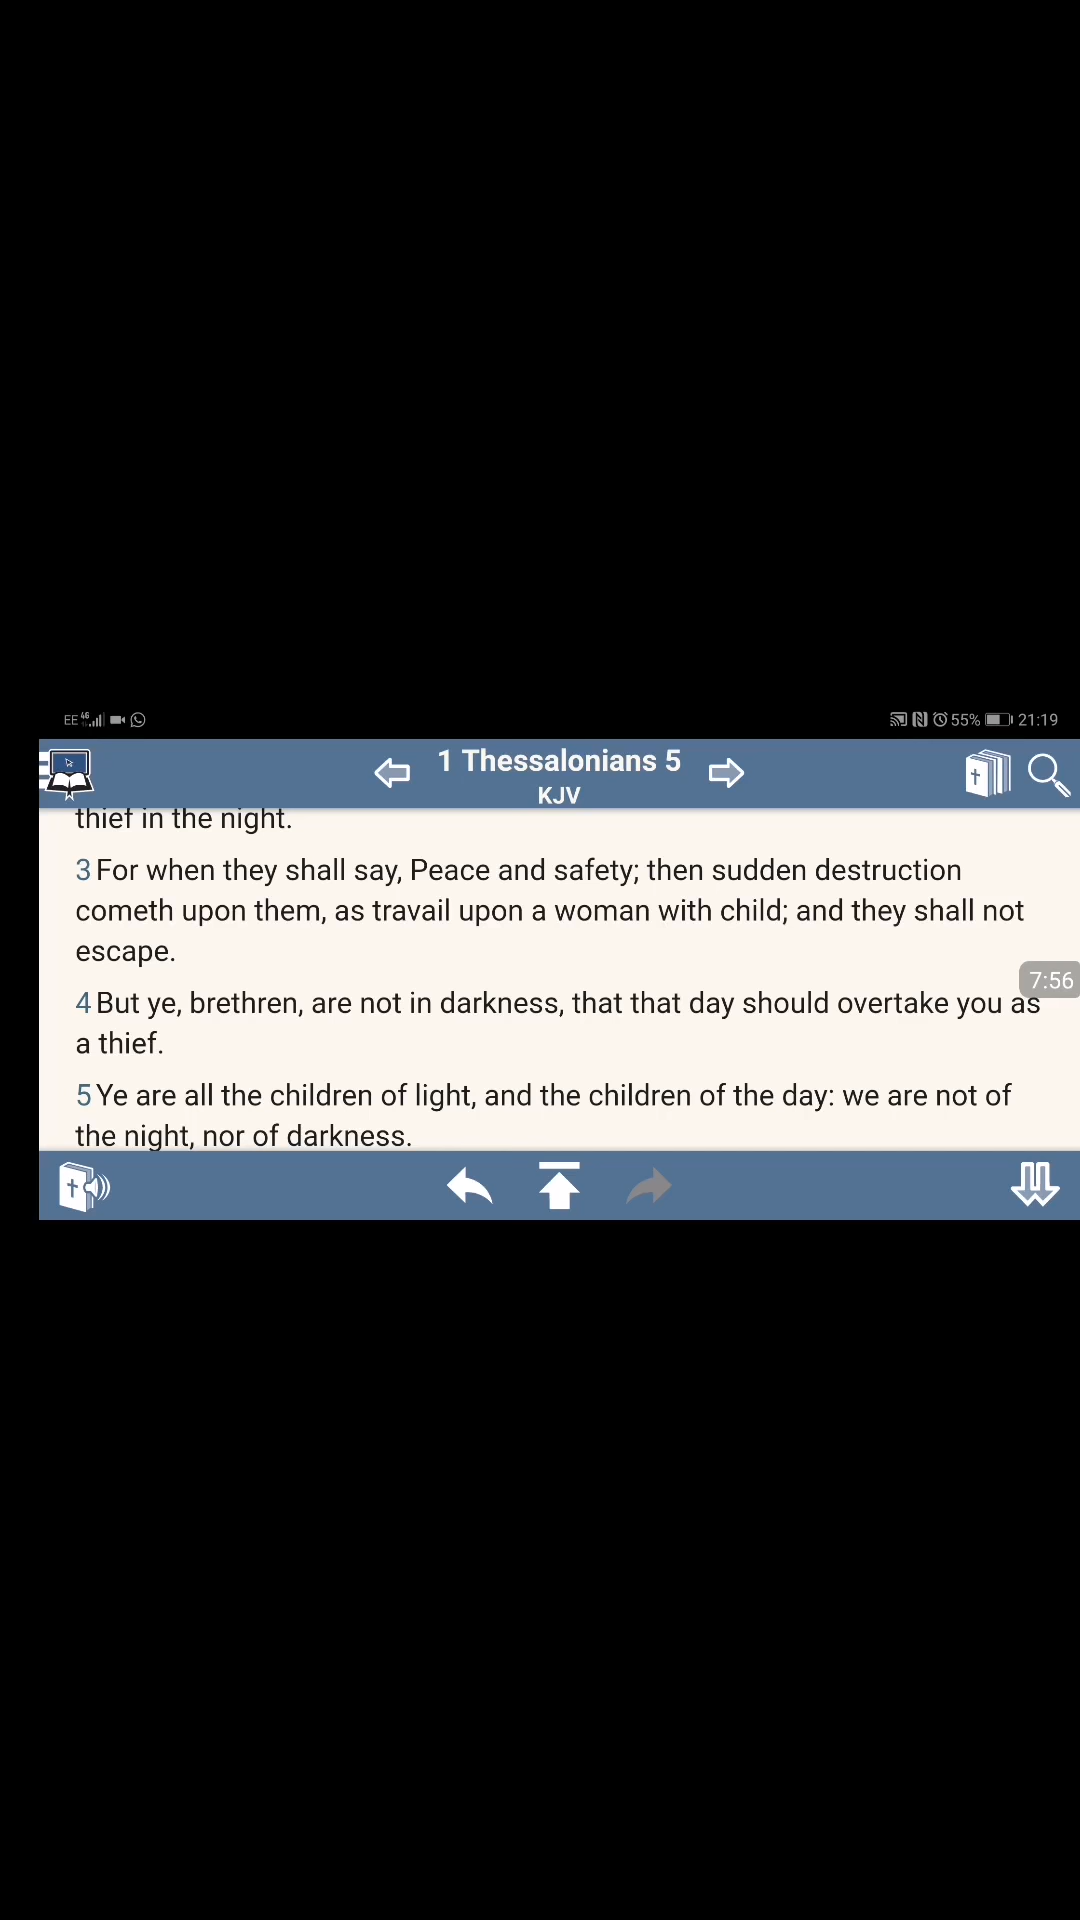 EE 46 55% 21:19
1 Thessalonians 5
KJV
thief in the night.
3 For when they shall say, Peace and safety; then sudden destruction
cometh upon them, as travail upon a woman with child; and they shall not
escape.
7:56
4 But ye, brethren, are not in darkness, that that day should overtake you as
a thief.
5 Ye are all the children of light, and the children of the day: we are not of
the night, nor of darkness.